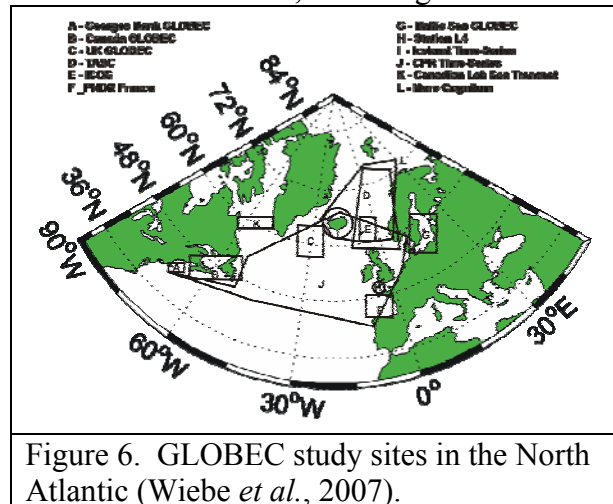 A - Georges Bank GLOBEC
B - Canada GLOBEC
C - UK GLOBEC
D - TASC
E - ICOS
F _PNDR France
G - Baltic Sea GLOBEC
H - Station L4
I - Iceland Time-Series
J - CPR Time-Series
K - Canadian Lab Sea Transect
L - Mare Cognitum
84°N
72°N
60°N
48°N
36°N
90°W
60°W
30°W
0°
30°E
A
B
C
D
E
F
G
H
J
K
L
Figure 6. GLOBEC study sites in the North
Atlantic (Wiebe et al., 2007).